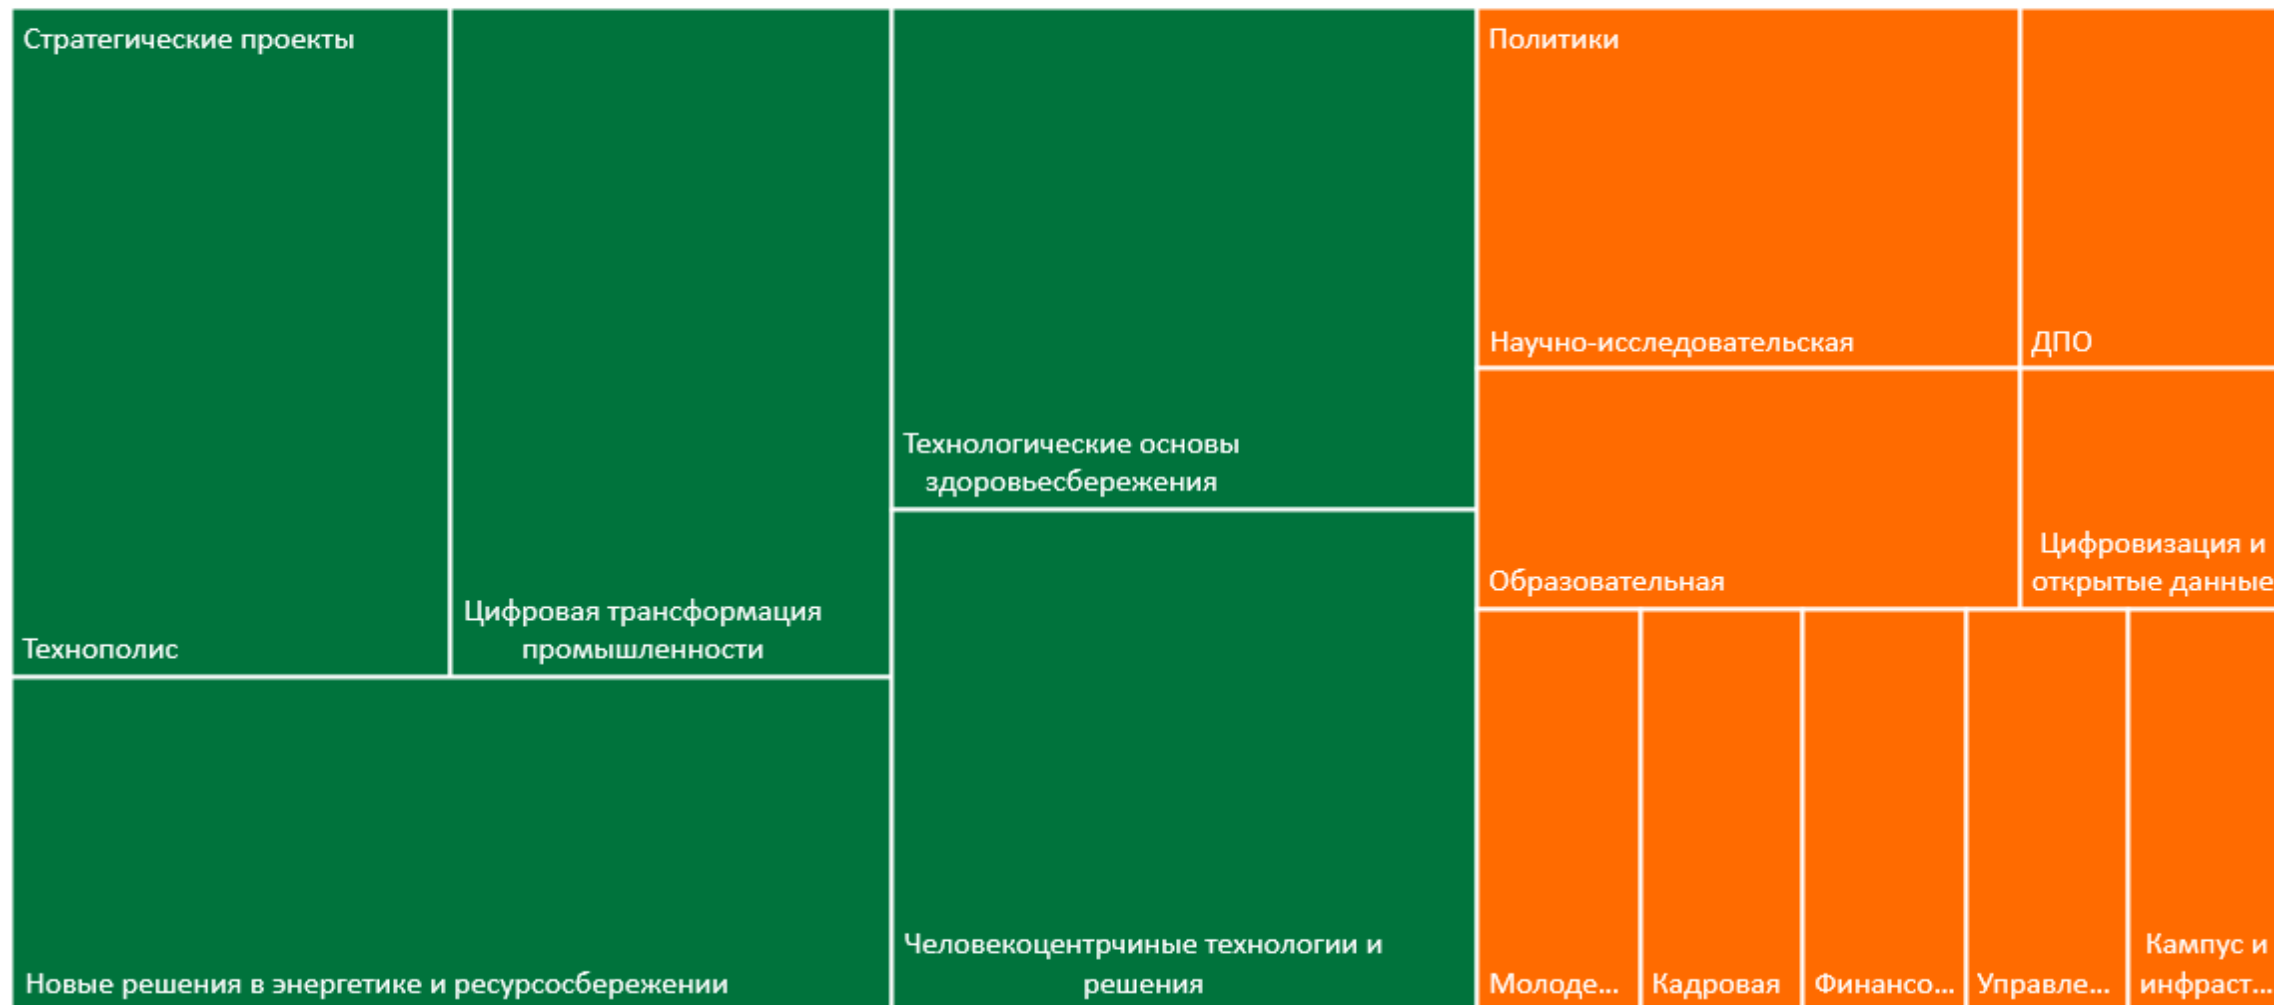 Стратегические проекты
Технополис
Цифровая трансформация
промышленности
Новые решения в энергетике и ресурсосбережении
Технологические основы
здоровьесбережения
Человекоцентрчиные технологии и
решения
Политики
Научно-исследовательская
ДПО
Образовательная
Цифровизация и
открытые данные
Молоде...
Кадровая
Финансо...
Управле...
Кампус и
инфраст...